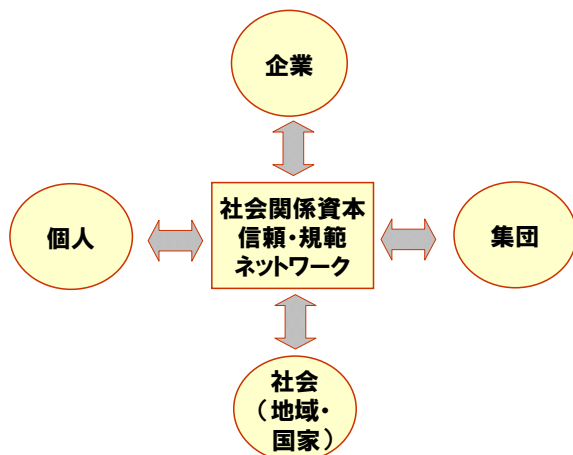 企業
社会関係資本
信頼・規範
ネットワーク
個人
集団
社会
（地域・
国家）